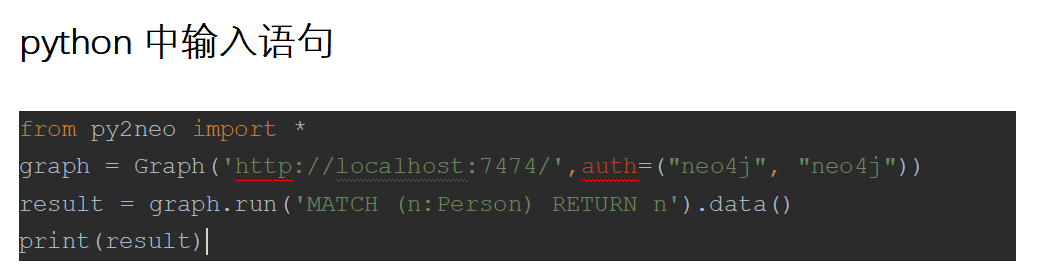 python 中输入语句
from py2neo import *
graph = Graph('http://localhost:7474/',auth=("neo4j", "neo4j"))
result = graph.run('MATCH (n:Person) RETURN n').data()
print(result)